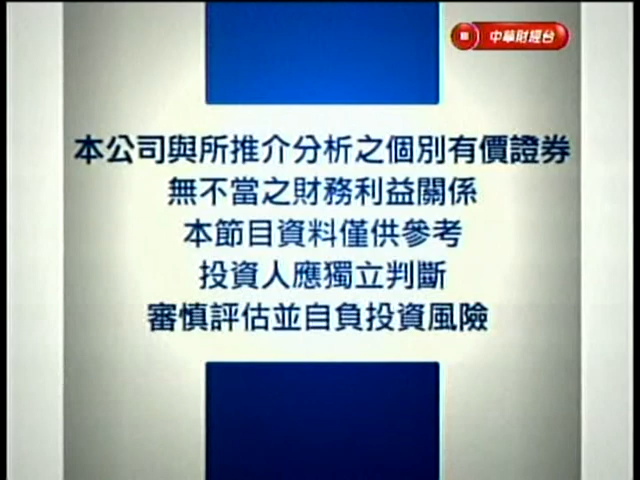 中華財經台
本公司與所推介分析之個別有價證券
無不當之財務利益關係
本節目資料僅供參考
投資人應獨立判斷
審慎評估並自負投資風險